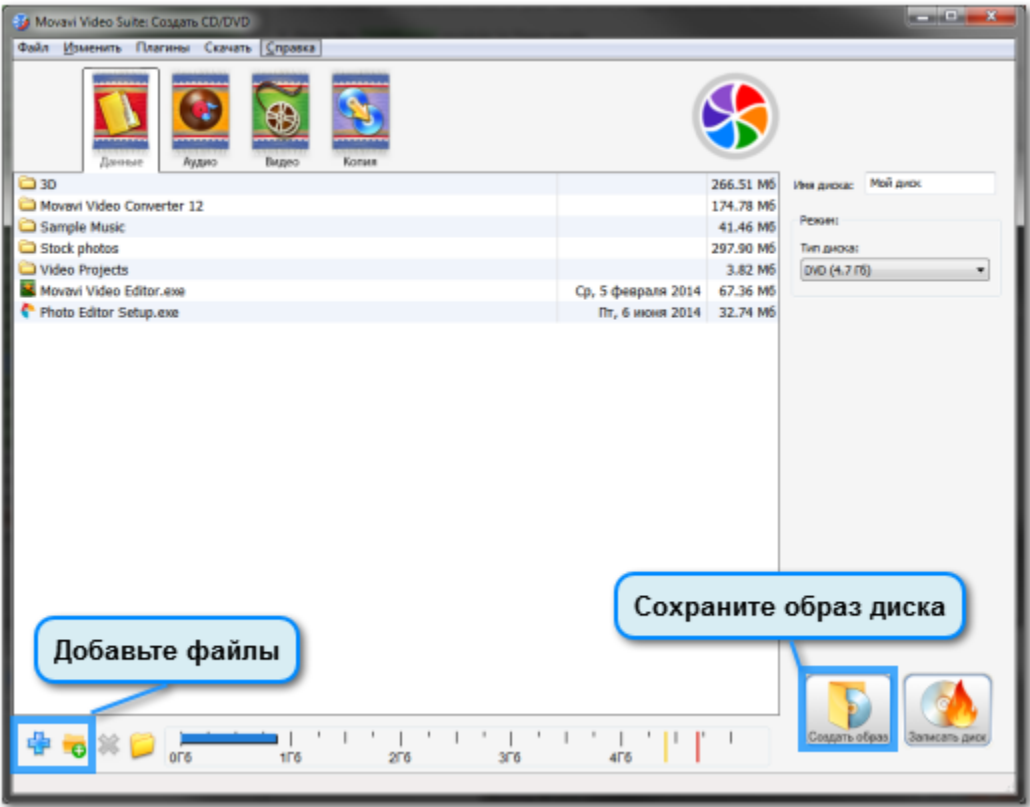 Movavi Video Suite: Создать CD/DVD
Файл Изменить Плагины Скачать Справка
Данные Аудио Видео Копия
3D 266.51 Мб
Movavi Video Converter 12 174.78 Мб
Sample Music 41.46 Мб
Stock photos 297.90 Мб
Video Projects 3.82 Мб
Movavi Video Editor.exe Ср, 5 февраля 2014 67.36 Мб
Photo Editor Setup.exe Пт, 6 июня 2014 32.74 Мб
Имя диска: Мой диск
Режим:
Тип диска:
DVD (4.7 Гб)
Сохраните образ диска
Добавьте файлы
Создать образ Записать диск
0Гб 1Гб 2Гб 3Гб 4Гб